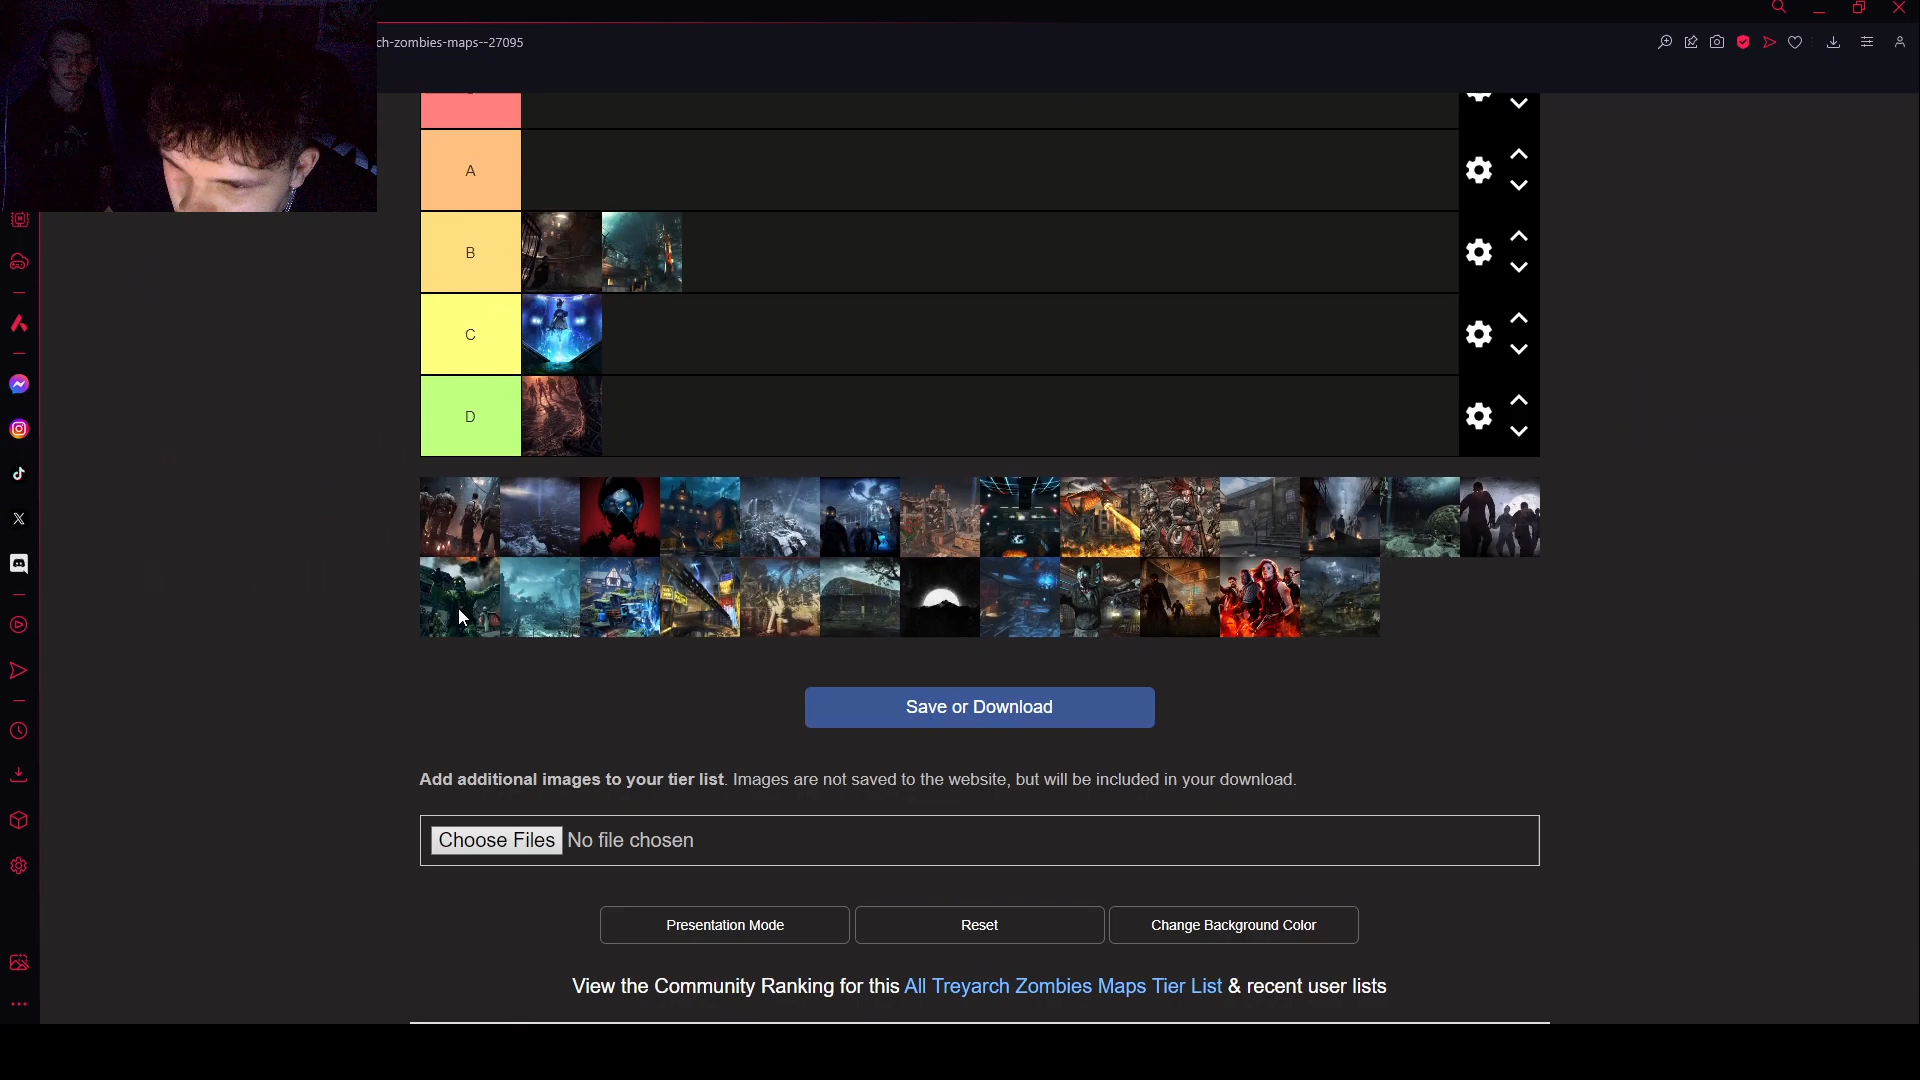 ch-zombies-maps--27095
A
B
C
D
Save or Download
Add additional images to your tier list. Images are not saved to the website, but will be included in your download.
Choose Files No file chosen
Presentation Mode
Reset
Change Background Color
View the Community Ranking for this All Treyarch Zombies Maps Tier List & recent user lists